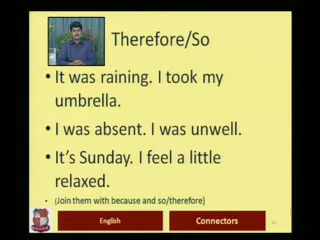 Therefore/So
• It was raining. I took my
umbrella.
• I was absent. I was unwell.
• It's Sunday. I feel a little
relaxed.
• (Join them with because and so/therefore)
English
Connectors